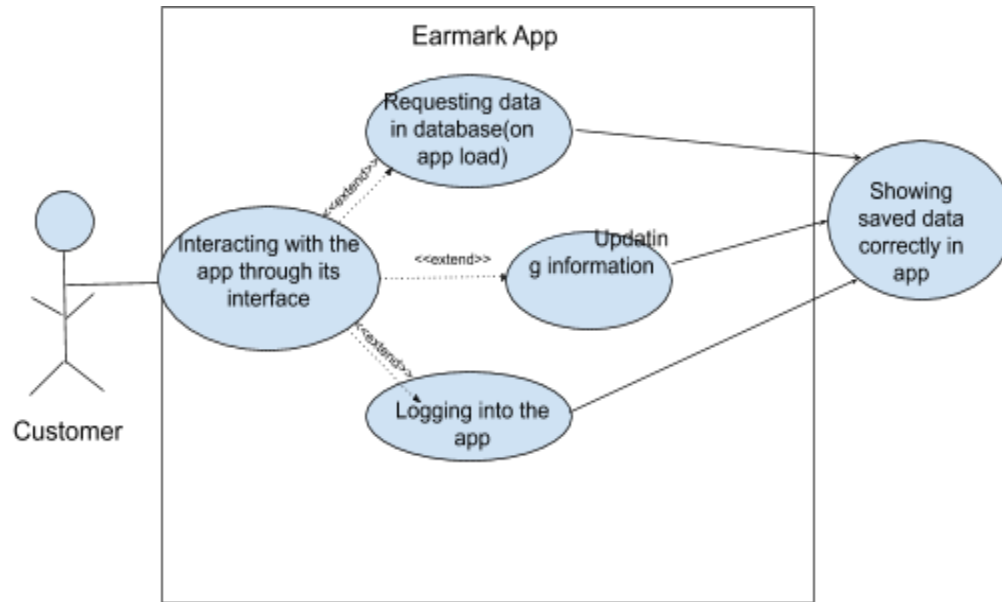 Earmark App
Requesting data
in database(on
app load)
<<extend>>
Showing
saved data
correctly in
app
Interacting with the
app through its
interface
<<extend>>
Updatin
g information
<<extend>>
Logging into the
app
Customer